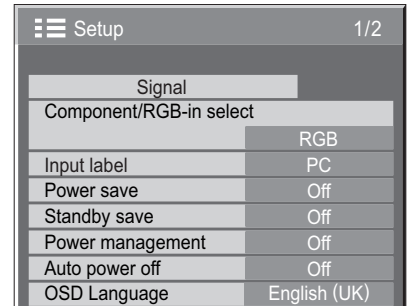 Setup 1/2
Signal
Component/RGB-in select
RGB
Input label PC
Power save Off
Standby save Off
Power management Off
Auto power off Off
OSD Language English (UK)